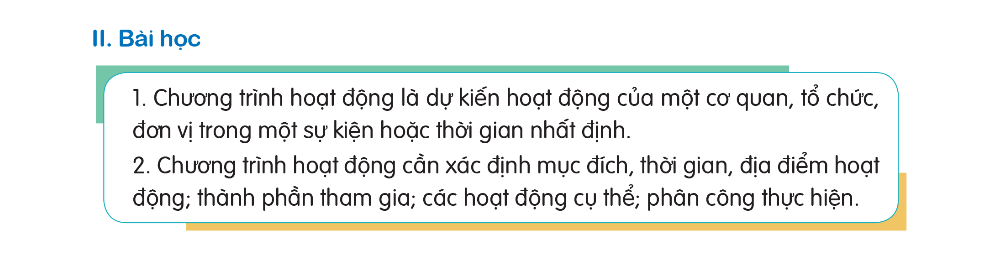 II. Bài học
1. Chương trình hoạt động là dự kiến hoạt động của một cơ quan, tổ chức,
đơn vị trong một sự kiện hoặc thời gian nhất định.
2. Chương trình hoạt động cần xác định mục đích, thời gian, địa điểm hoạt
động; thành phần tham gia; các hoạt động cụ thể; phân công thực hiện.